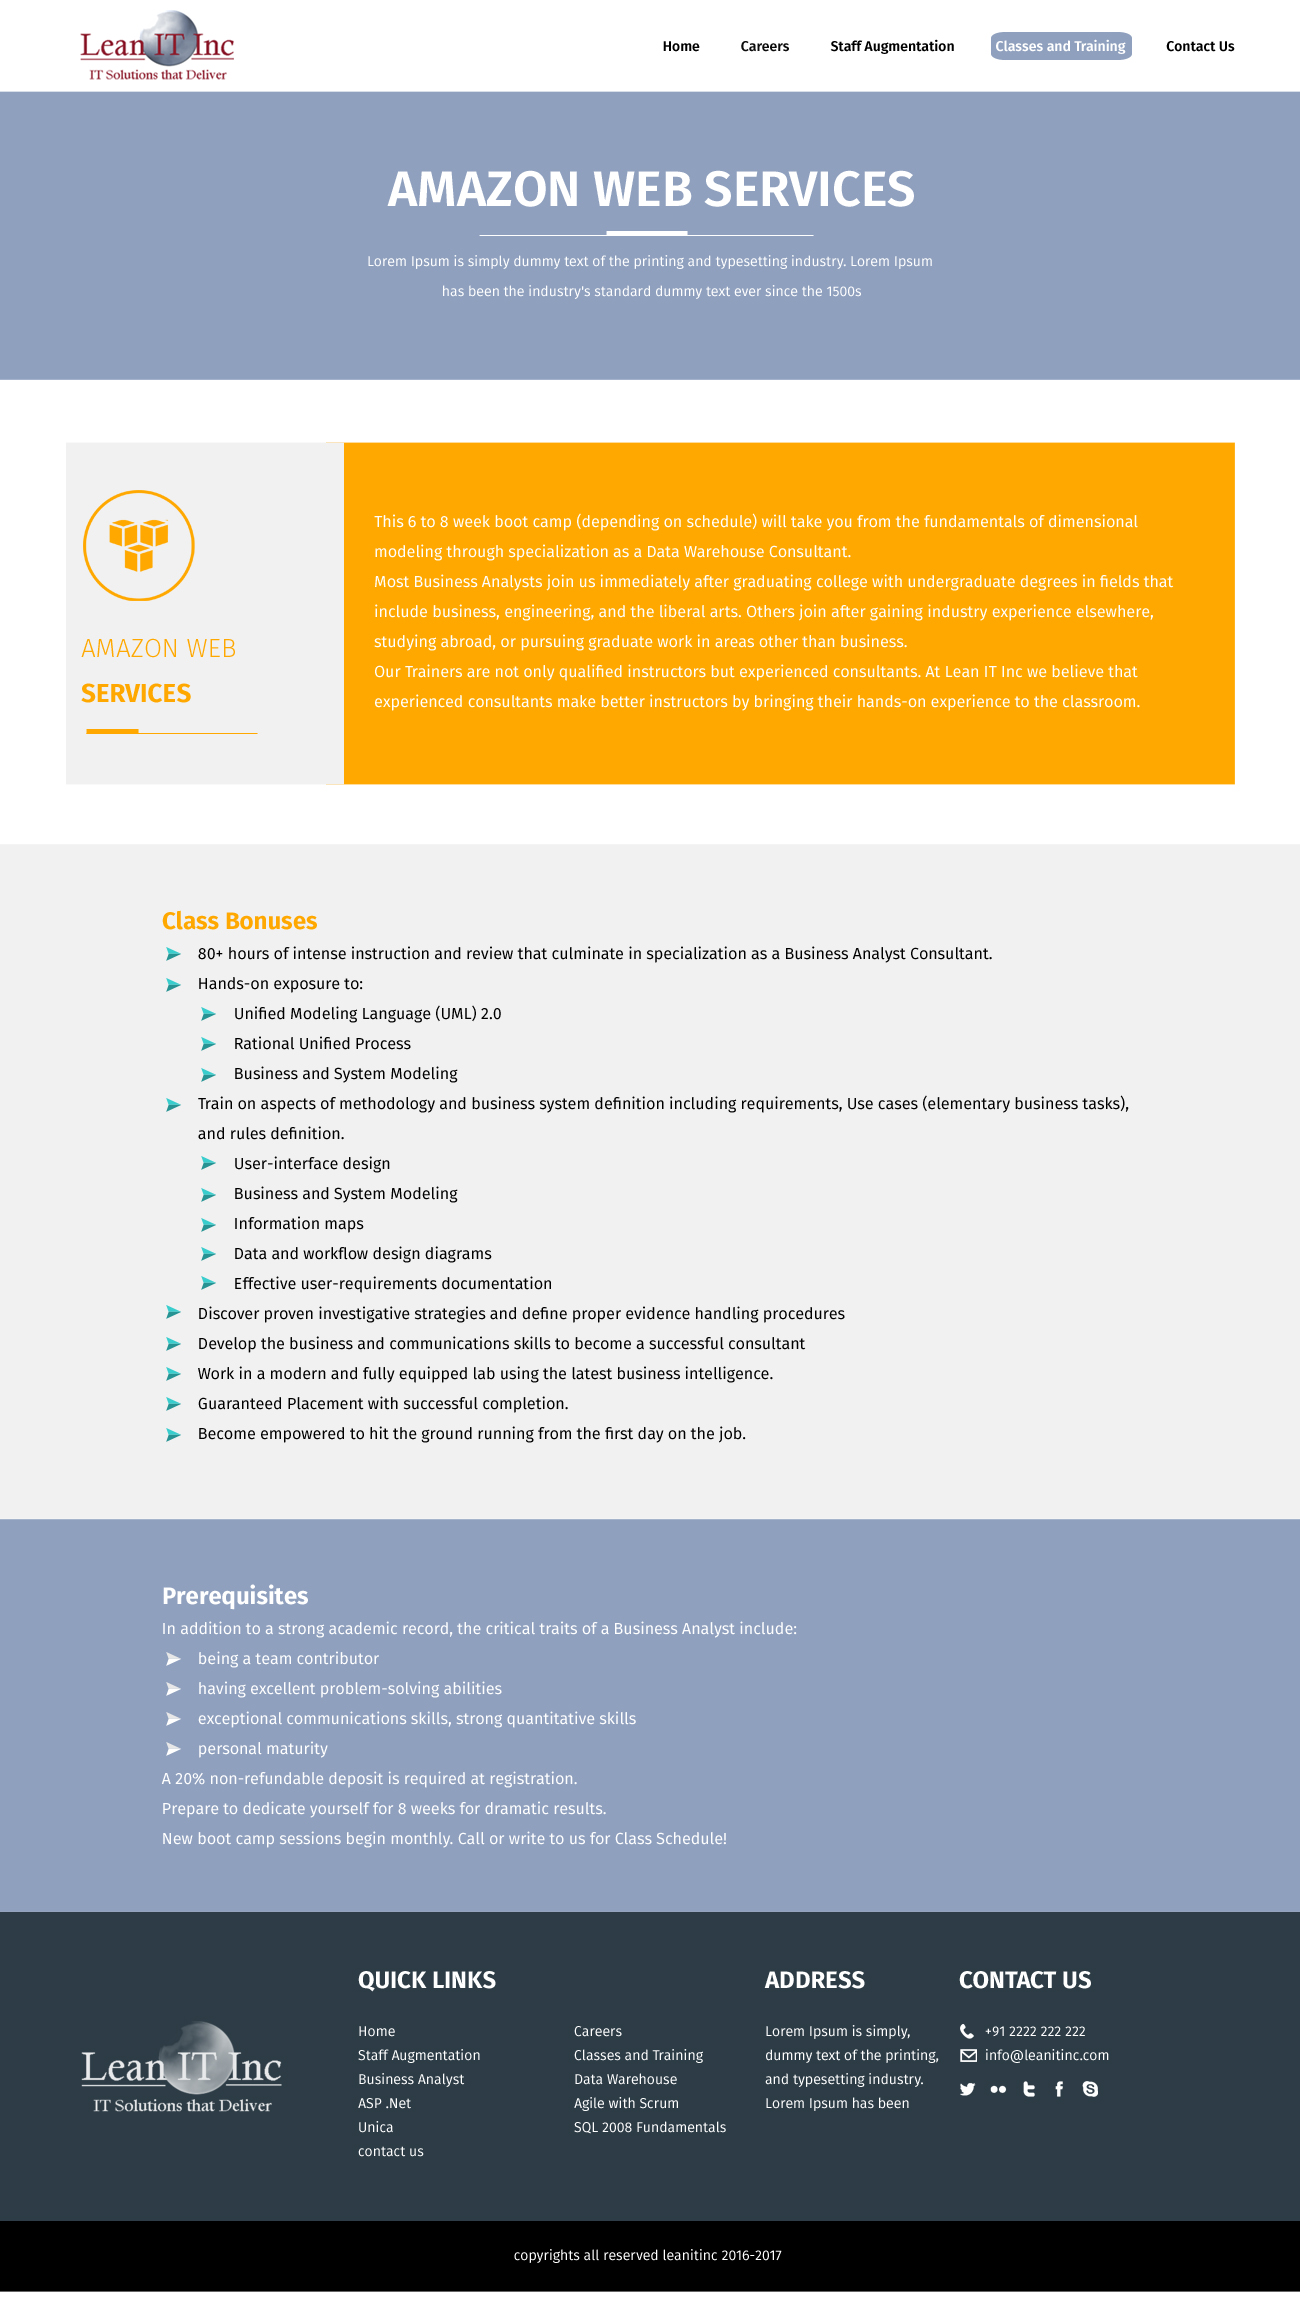 Lean IT Inc
IT Solutions that Deliver
Home
Careers
Staff Augmentation
Classes and Training
Contact Us
AMAZON WEB SERVICES
Lorem Ipsum is simply dummy text of the printing and typesetting industry. Lorem Ipsum
has been the industry's standard dummy text ever since the 1500s
AMAZON WEB
SERVICES
This 6 to 8 week boot camp (depending on schedule) will take you from the fundamentals of dimensional
modeling through specialization as a Data Warehouse Consultant.
Most Business Analysts join us immediately after graduating college with undergraduate degrees in fields that
include business, engineering, and the liberal arts. Others join after gaining industry experience elsewhere,
studying abroad, or pursuing graduate work in areas other than business.
Our Trainers are not only qualified instructors but experienced consultants. At Lean IT Inc we believe that
experienced consultants make better instructors by bringing their hands-on experience to the classroom.
Class Bonuses
80+ hours of intense instruction and review that culminate in specialization as a Business Analyst Consultant.
Hands-on exposure to:
Unified Modeling Language (UML) 2.0
Rational Unified Process
Business and System Modeling
Train on aspects of methodology and business system definition including requirements, Use cases (elementary business tasks),
and rules definition.
User-interface design
Business and System Modeling
Information maps
Data and workflow design diagrams
Effective user-requirements documentation
Discover proven investigative strategies and define proper evidence handling procedures
Develop the business and communications skills to become a successful consultant
Work in a modern and fully equipped lab using the latest business intelligence.
Guaranteed Placement with successful completion.
Become empowered to hit the ground running from the first day on the job.
Prerequisites
In addition to a strong academic record, the critical traits of a Business Analyst include:
being a team contributor
having excellent problem-solving abilities
exceptional communications skills, strong quantitative skills
personal maturity
A 20% non-refundable deposit is required at registration.
Prepare to dedicate yourself for 8 weeks for dramatic results.
New boot camp sessions begin monthly. Call or write to us for Class Schedule!
Lean IT Inc
IT Solutions that Deliver
QUICK LINKS
Home
Staff Augmentation
Business Analyst
ASP .Net
Unica
contact us
Careers
Classes and Training
Data Warehouse
Agile with Scrum
SQL 2008 Fundamentals
ADDRESS
Lorem Ipsum is simply,
dummy text of the printing,
and typesetting industry.
Lorem Ipsum has been
CONTACT US
+91 2222 222 222
info@leanitinc.com
copyrights all reserved leanitinc 2016-2017